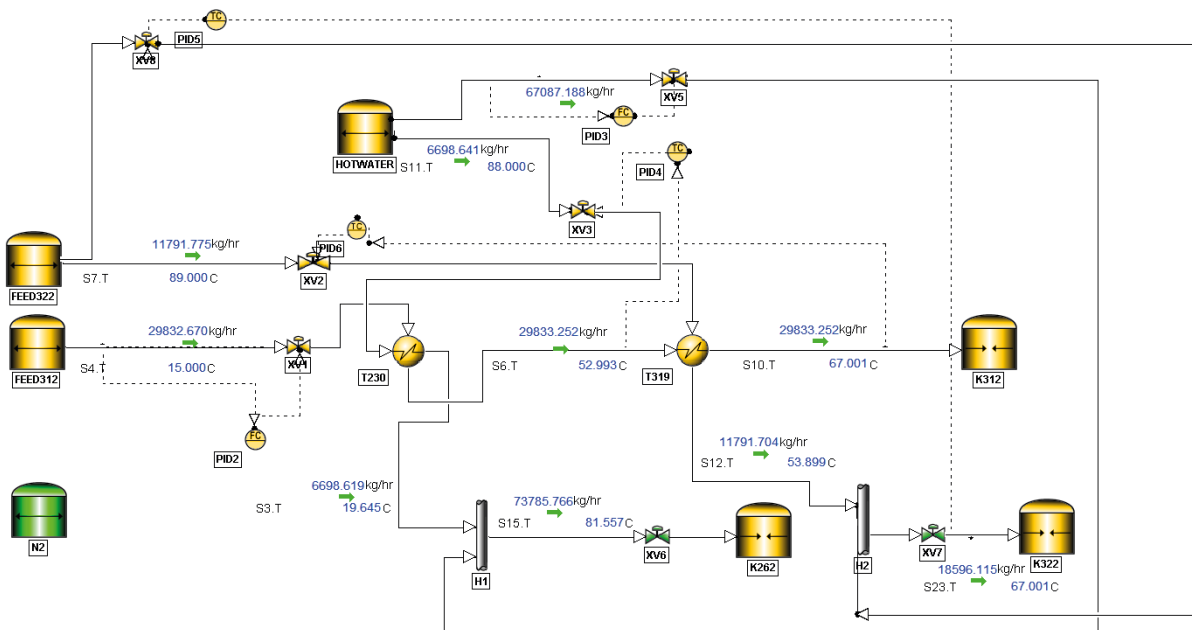 TC
PID5
XV8
67087.188kg/hr
XV5
FC
PID3
HOTWATER
6698.641kg/hr
S11.T
88.000C
TC
PID4
XV3
11791.775kg/hr
TC
PID6
S7.T
89.000C
XV2
FEED322
29832.670kg/hr
29833.252kg/hr
29833.252kg/hr
S4.T
15.000C
XV1
FEED312
T230
S6.T
52.993C
T319
S10.T
67.001C
K312
FC
PID2
11791.704kg/hr
S12.T
53.899C
6698.619kg/hr
S3.T
19.645C
73785.766kg/hr
S15.T
81.557C
N2
XV6
K262
H1
XV7
H2
K322
18596.115kg/hr
S23.T
67.001C